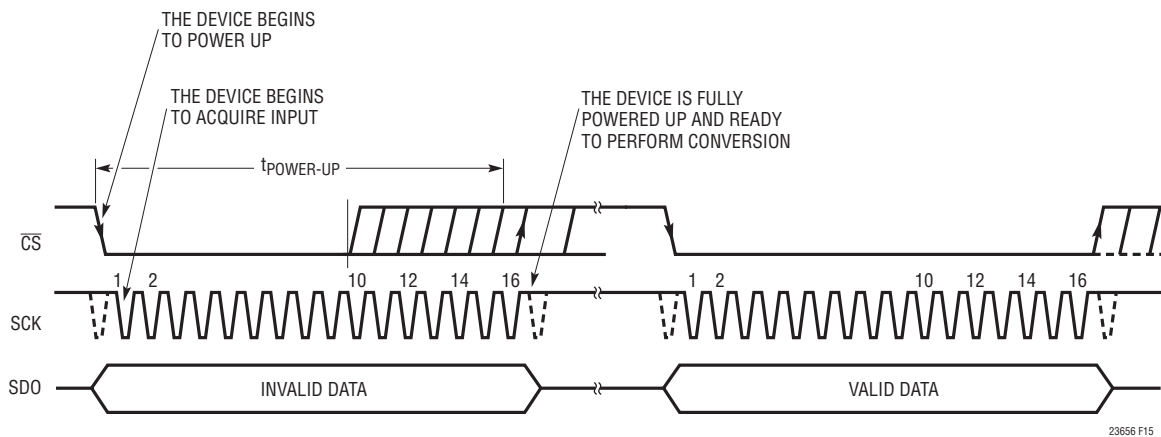 THE DEVICE BEGINS
TO POWER UP
THE DEVICE BEGINS
TO ACQUIRE INPUT
THE DEVICE IS FULLY
POWERED UP AND READY
TO PERFORM CONVERSION
tPOWER-UP
CS
1 2 10 12 14 16 1 2 10 12 14 16
SCK
SDO INVALID DATA VALID DATA
23656 F15